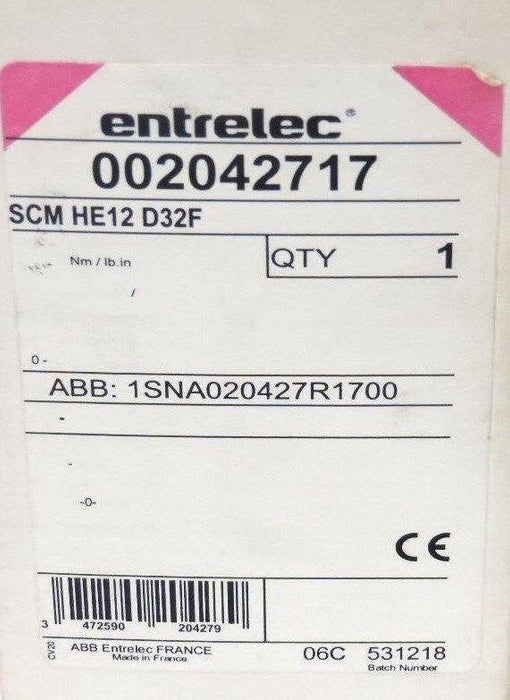 entrelec®
002042717
SCM HE12 D32F
Nm / lb.in
QTY 1
/
0 -
ABB: 1SNA020427R1700
-
-
-0-
CE
3 472590 204279
CV20
ABB Entrelec FRANCE
Made in France
06C 531218
Batch Number